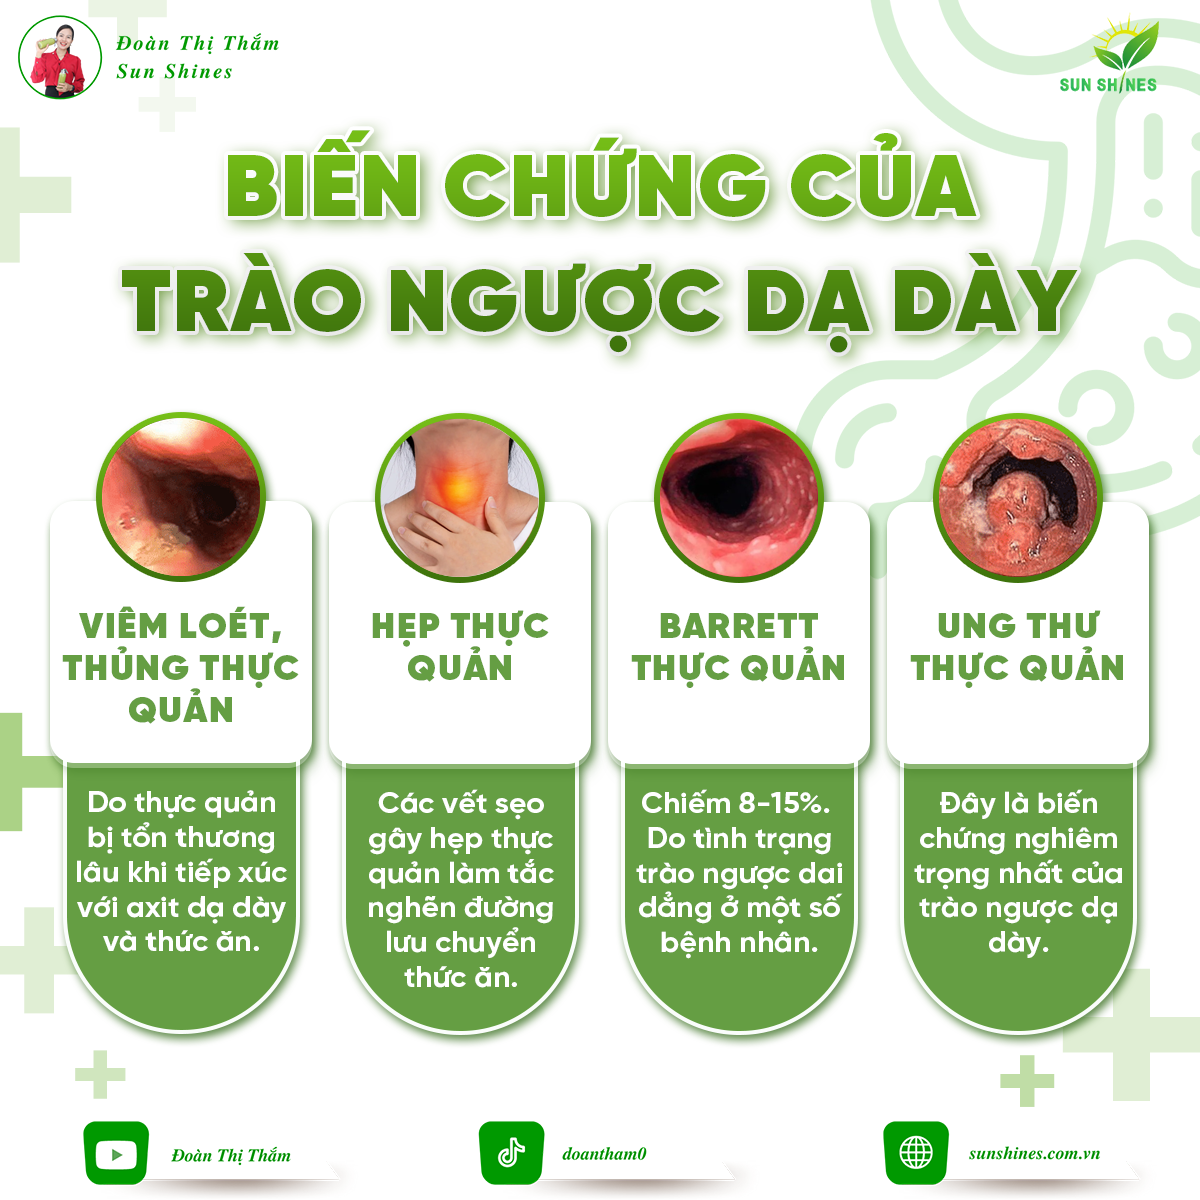 Đoàn Thị Thắm
Sun Shines
SUN SHINES
BIẾN CHỨNG CỦA
TRÀO NGƯỢC DẠ DÀY
VIÊM LOÉT,
THỦNG THỰC
QUẢN
Do thực quản
bị tổn thương
lâu khi tiếp xúc
với axit dạ dày
và thức ăn.
HẸP THỰC
QUẢN
Các vết sẹo
gây hẹp thực
quản làm tắc
nghẽn đường
lưu chuyển
thức ăn.
BARRETT
THỰC QUẢN
Chiếm 8-15%.
Do tình trạng
trào ngược dai
dẳng ở một số
bệnh nhân.
UNG THƯ
THỰC QUẢN
Đây là biến
chứng nghiêm
trọng nhất của
trào ngược dạ
dày.
Đoàn Thị Thắm
doantham0
sunshines.com.vn